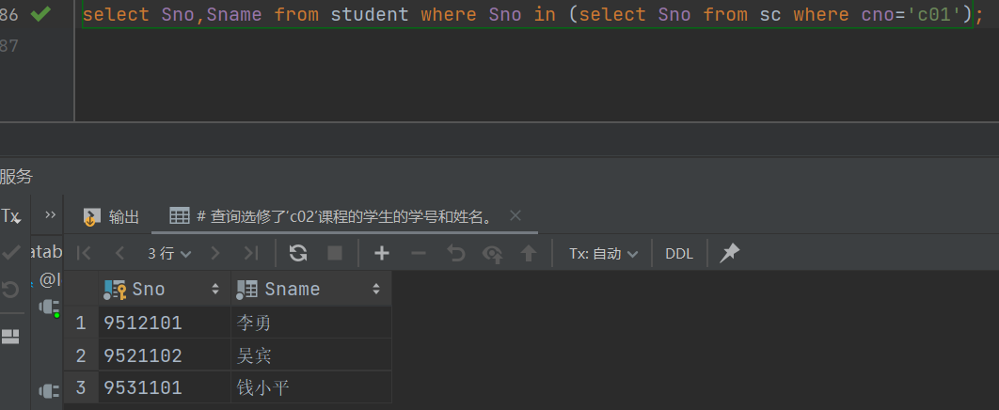 86 select Sno,Sname from student where Sno in (select Sno from sc where cno='c01');
87
服务
Tx >> 输出 # 查询选修了'c02'课程的学生的学号和姓名。
3 行 Tx: 自动 DDL
atab
@l
Sno Sname
1 9512101 李勇
2 9521102 吴宾
3 9531101 钱小平